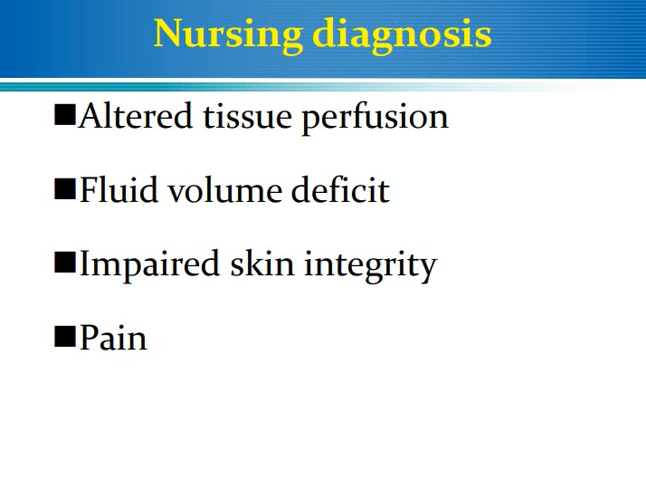 Nursing diagnosis
■Altered tissue perfusion
■Fluid volume deficit
■Impaired skin integrity
■Pain